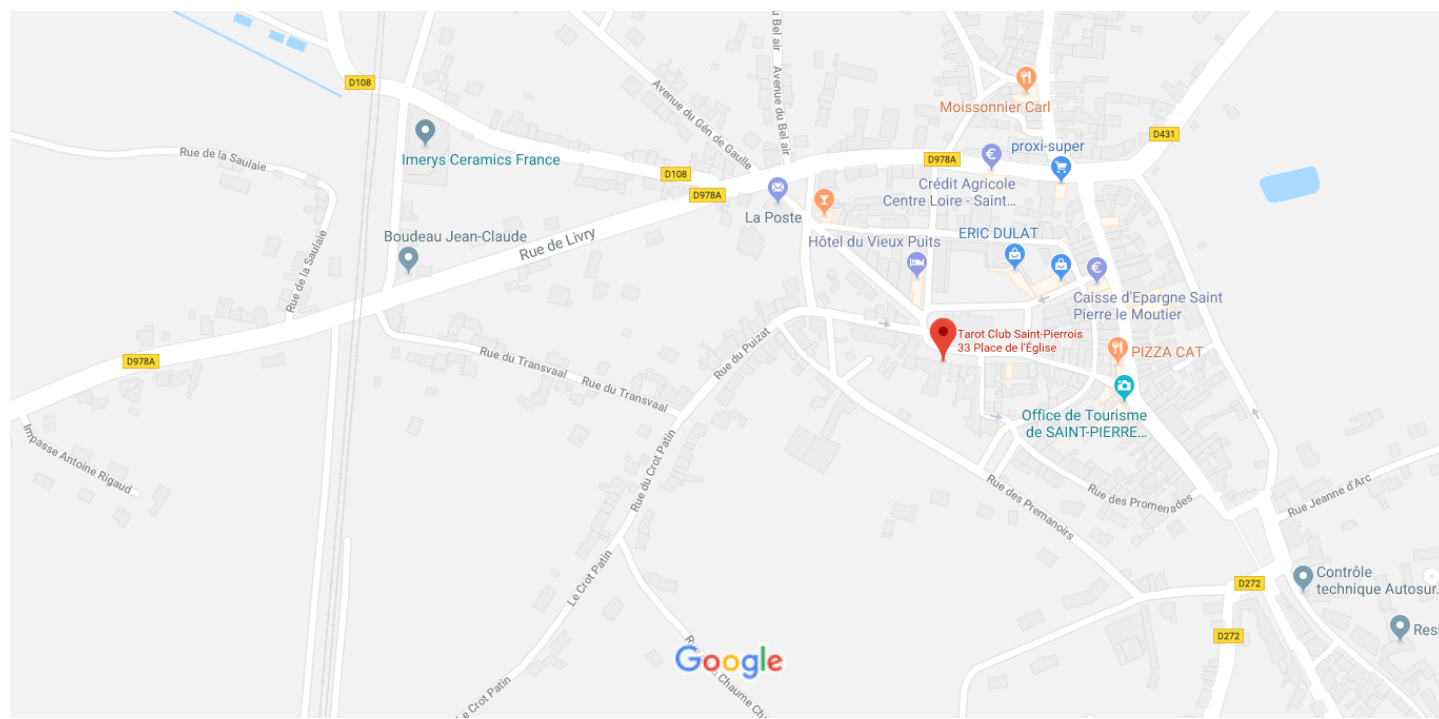 Bel air
Avenue du Bel air
D108
Avenue du Gén de Gaulle
Moissonnier Carl
D431
Rue de la Saulaie
Imerys Ceramics France
D108
D978A
D978A
proxi-super
Crédit Agricole
Centre Loire - Saint...
La Poste
Boudeau Jean-Claude
Rue de Livry
Hôtel du Vieux Puits
ERIC DULAT
Rue de la Saulaie
Caisse d'Epargne Saint
Pierre le Moutier
Tarot Club Saint-Pierrois
33 Place de l'Église
D978A
Rue du Transvaal
Rue du Transvaal
Rue du Puizat
PIZZA CAT
Office de Tourisme
de SAINT-PIERRE...
Impasse Antoine Rigaud
Rue du Crot Patin
Rue des Premanoirs
Rue des Promenades
Rue Jeanne d'Arc
Le Crot Patin
D272
Contrôle
technique Autosur...
D272
Resi
Google
Le Crot Patin
Chaume